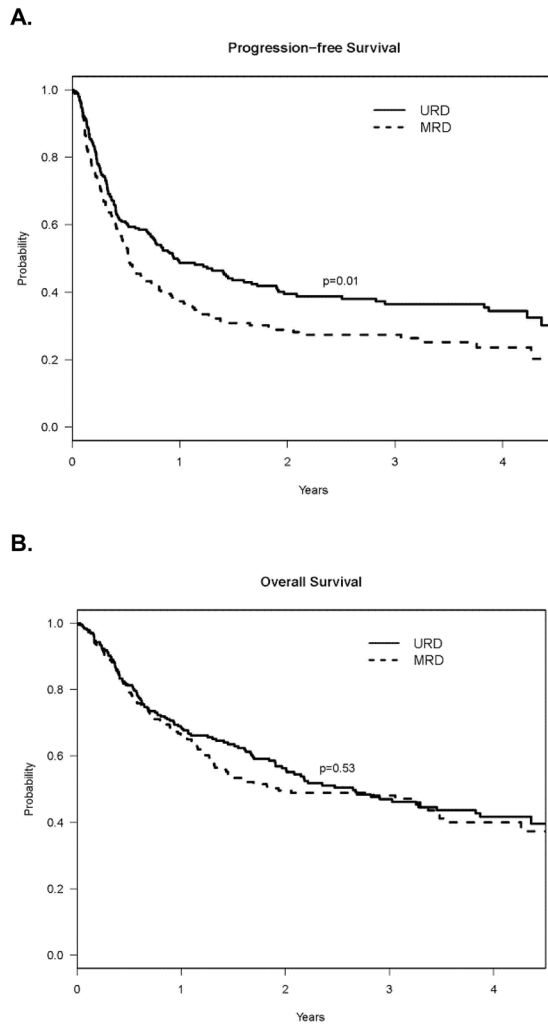 A.
Progression-free Survival
URD
MRD
1.0
0.8
0.6
0.4
0.2
0.0
Probability
p=0.01
0 1 2 3 4
Years
B.
Overall Survival
URD
MRD
1.0
0.8
0.6
0.4
0.2
0.0
Probability
p=0.53
0 1 2 3 4
Years